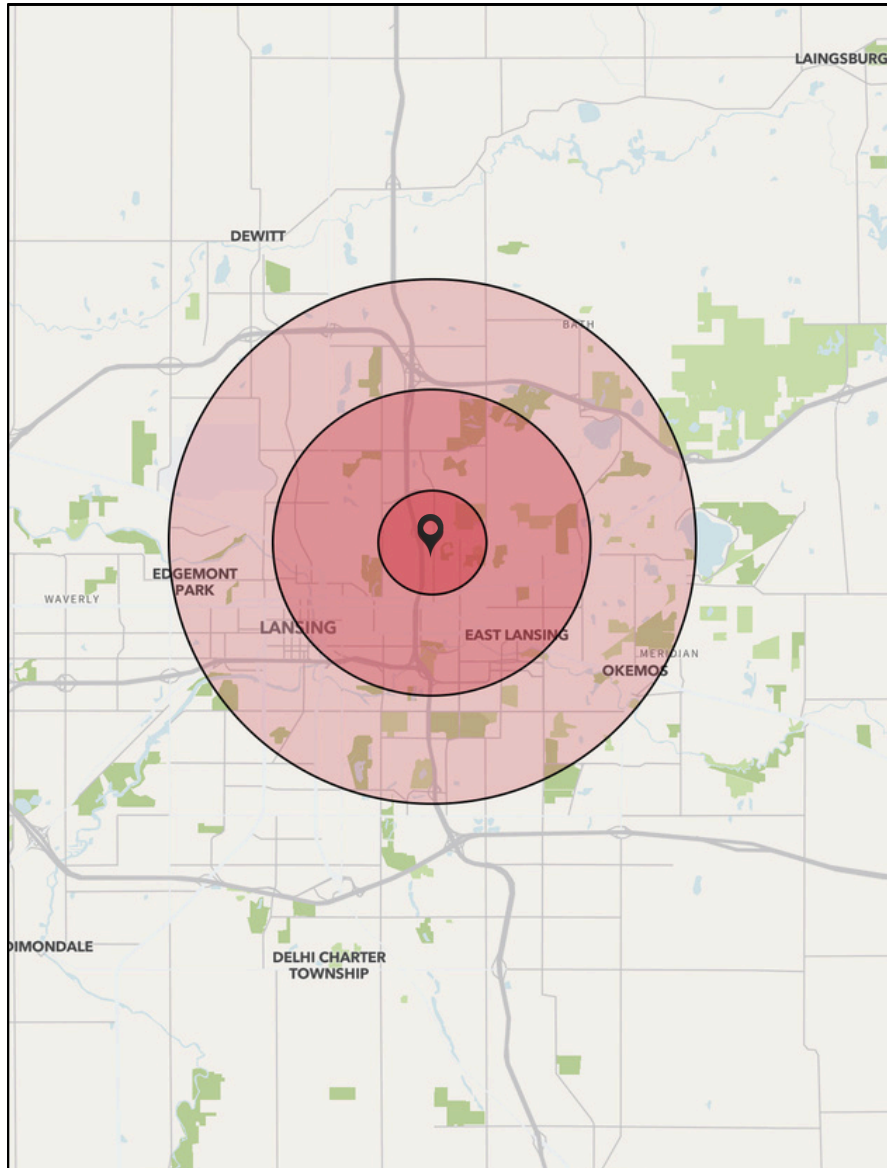 LAINGSBURG
DEWITT
BATH
EDGEMONT
PARK
WAVERLY
LANSING
EAST LANSING
MERIDIAN
OKEMOS
DIMONDALE
DELHI CHARTER
TOWNSHIP